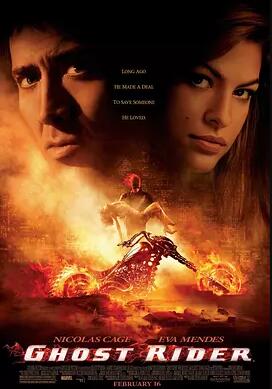 LONG AGO
HE MADE A DEAL
TO SAVE SOMEONE
HE LOVED.
NICOLAS CAGE EVA MENDES
GHOST RIDER
FEBRUARY 16